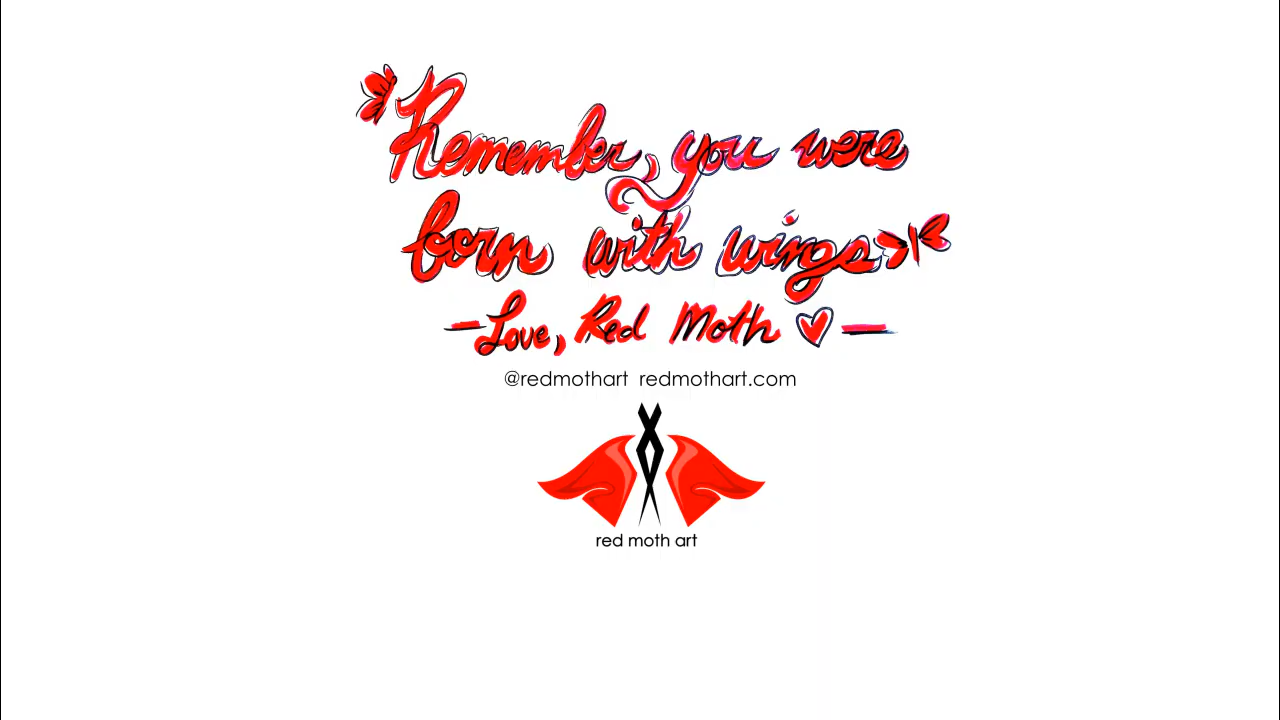 Remember, you were
born with wings
- Love, Red Moth ♡ -
@redmothart redmothart.com
red moth art